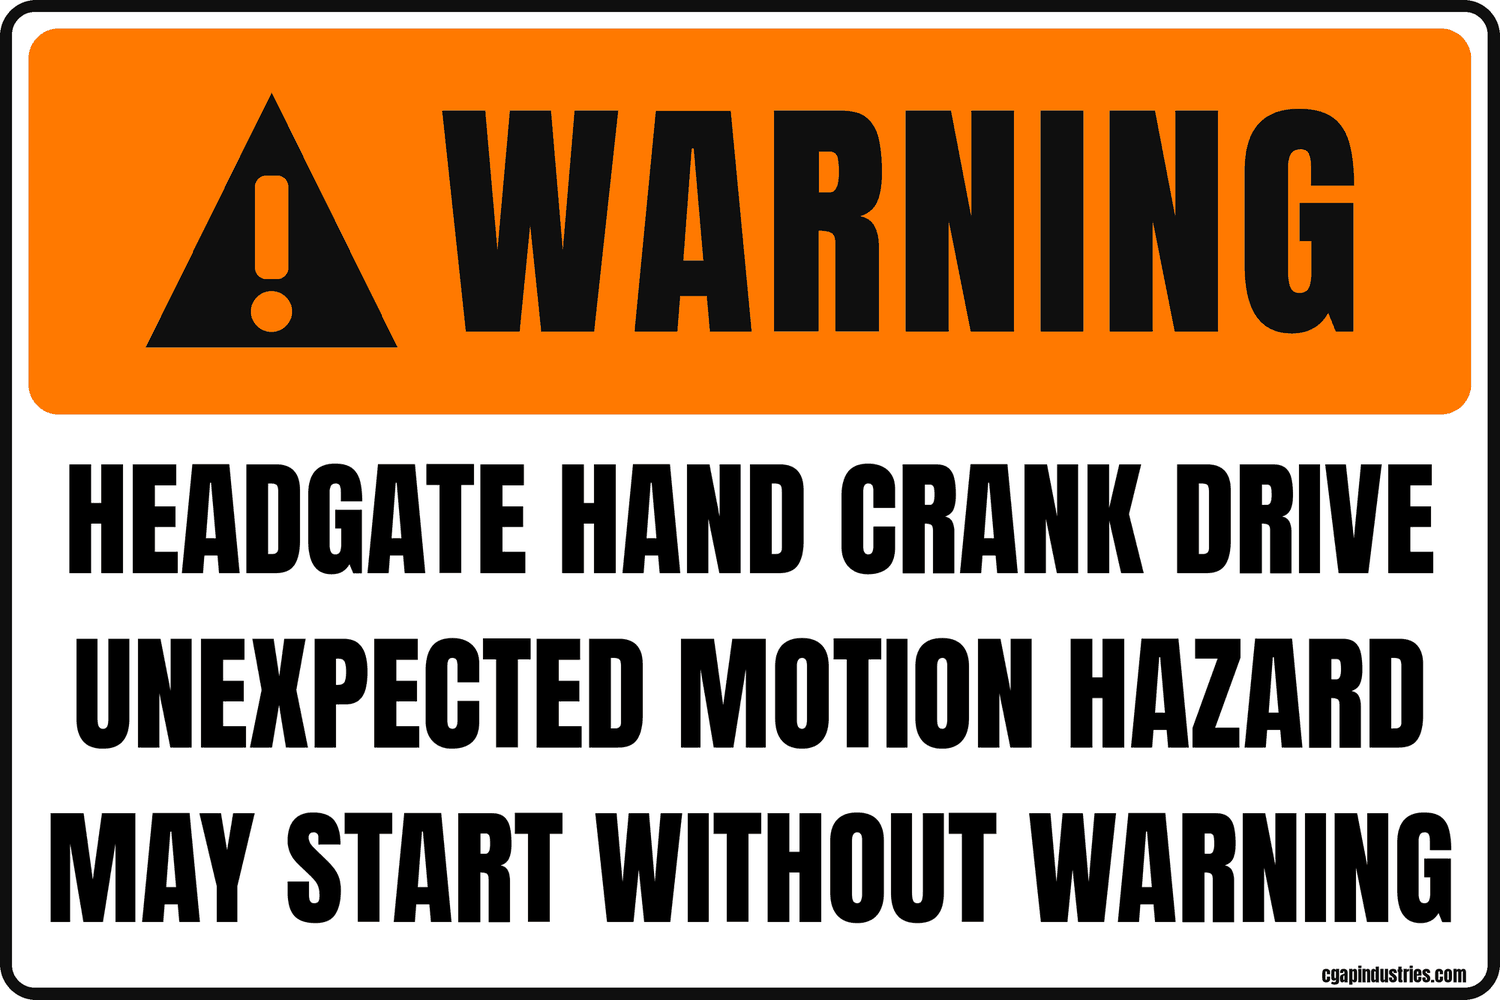 WARNING
HEADGATE HAND CRANK DRIVE
UNEXPECTED MOTION HAZARD
MAY START WITHOUT WARNING
cgapindustries.com